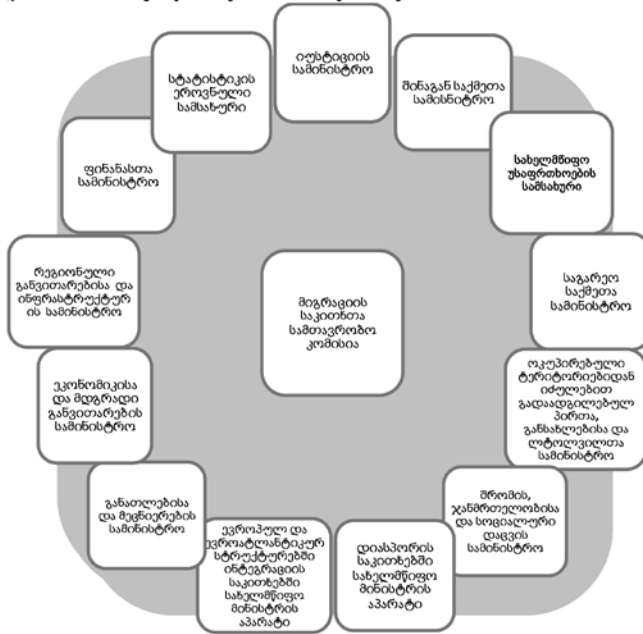 იუსტიციის
სამინისტრო
შინაგან საქმეთა
სამისნიტრო
სახელმწიფო
უსაფრთხოების
სამსახური
საგარეო
საქმეთა
სამინისტრო
ოკუპირებული
ტერიტორიებიდან
იძულებით
გადაადგილებულ
პირთა,
განსახლებისა და
ლტოლვილთა
სამინისტრო
შრომის,
ჯანმრთელობისა
და სოციალური
დაცვის
სამინისტრო
დიასპორის
საკითხებში
სახელმწიფო
მინისტრის
აპარატი
ევროპულ და
ევროატლანტიკურ
სტრუქტურებში
ინტეგრაციის
საკითხებში
სახელმწიფო
მინისტრის
აპარატი
განათლებისა
და მეცნიერების
სამინისტრო
ეკონომიკისა
და მდგრადი
განვითარების
სამინისტრო
რეგიონული
განვითარებისა და
ინფრასტრუქტურ
ის სამინისტრო
ფინანასთა
სამინისტრო
სტატისტიკის
ეროვნული
სამსახური
მიგრაციის
საკითნთა
სამთავრობო
კომისია